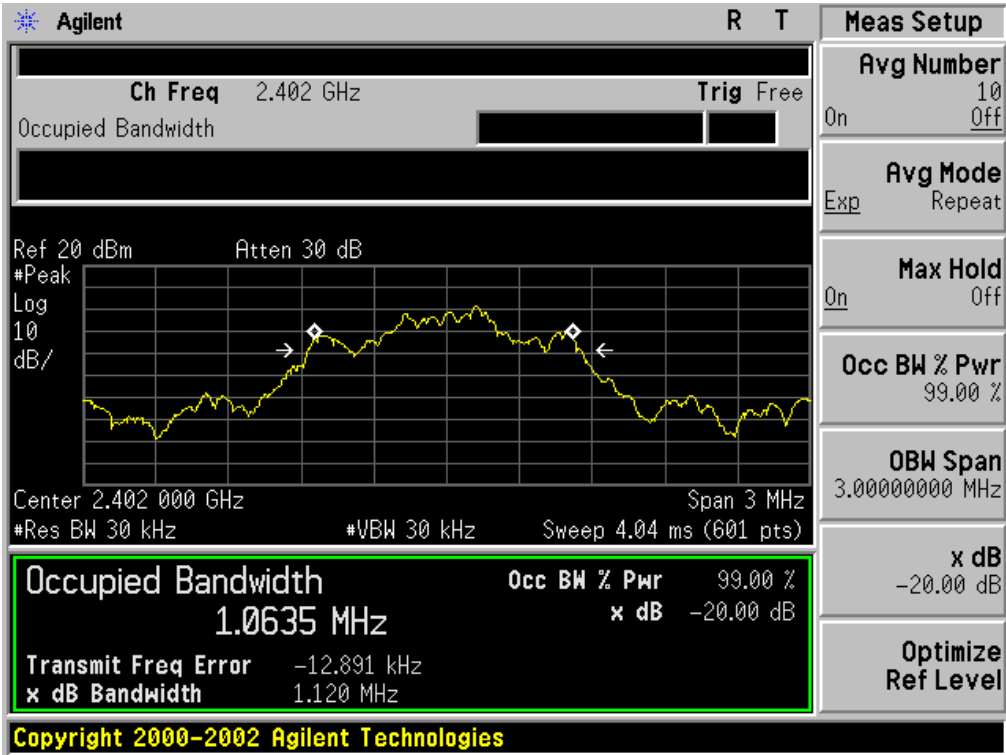 Agilent R T
Ch Freq 2.402 GHz Trig Free
Occupied Bandwidth
Ref 20 dBm Atten 30 dB
#Peak
Log
10
dB/
Center 2.402 000 GHz Span 3 MHz
#Res BW 30 kHz #VBW 30 kHz Sweep 4.04 ms (601 pts)
Occupied Bandwidth Occ BW % Pwr 99.00 %
1.0635 MHz x dB -20.00 dB
Transmit Freq Error -12.891 kHz
x dB Bandwidth 1.120 MHz
Copyright 2000-2002 Agilent Technologies
Meas Setup
Avg Number
10
On Off
Avg Mode
Exp Repeat
Max Hold
On Off
Occ BW % Pwr
99.00 %
OBW Span
3.00000000 MHz
x dB
-20.00 dB
Optimize
Ref Level